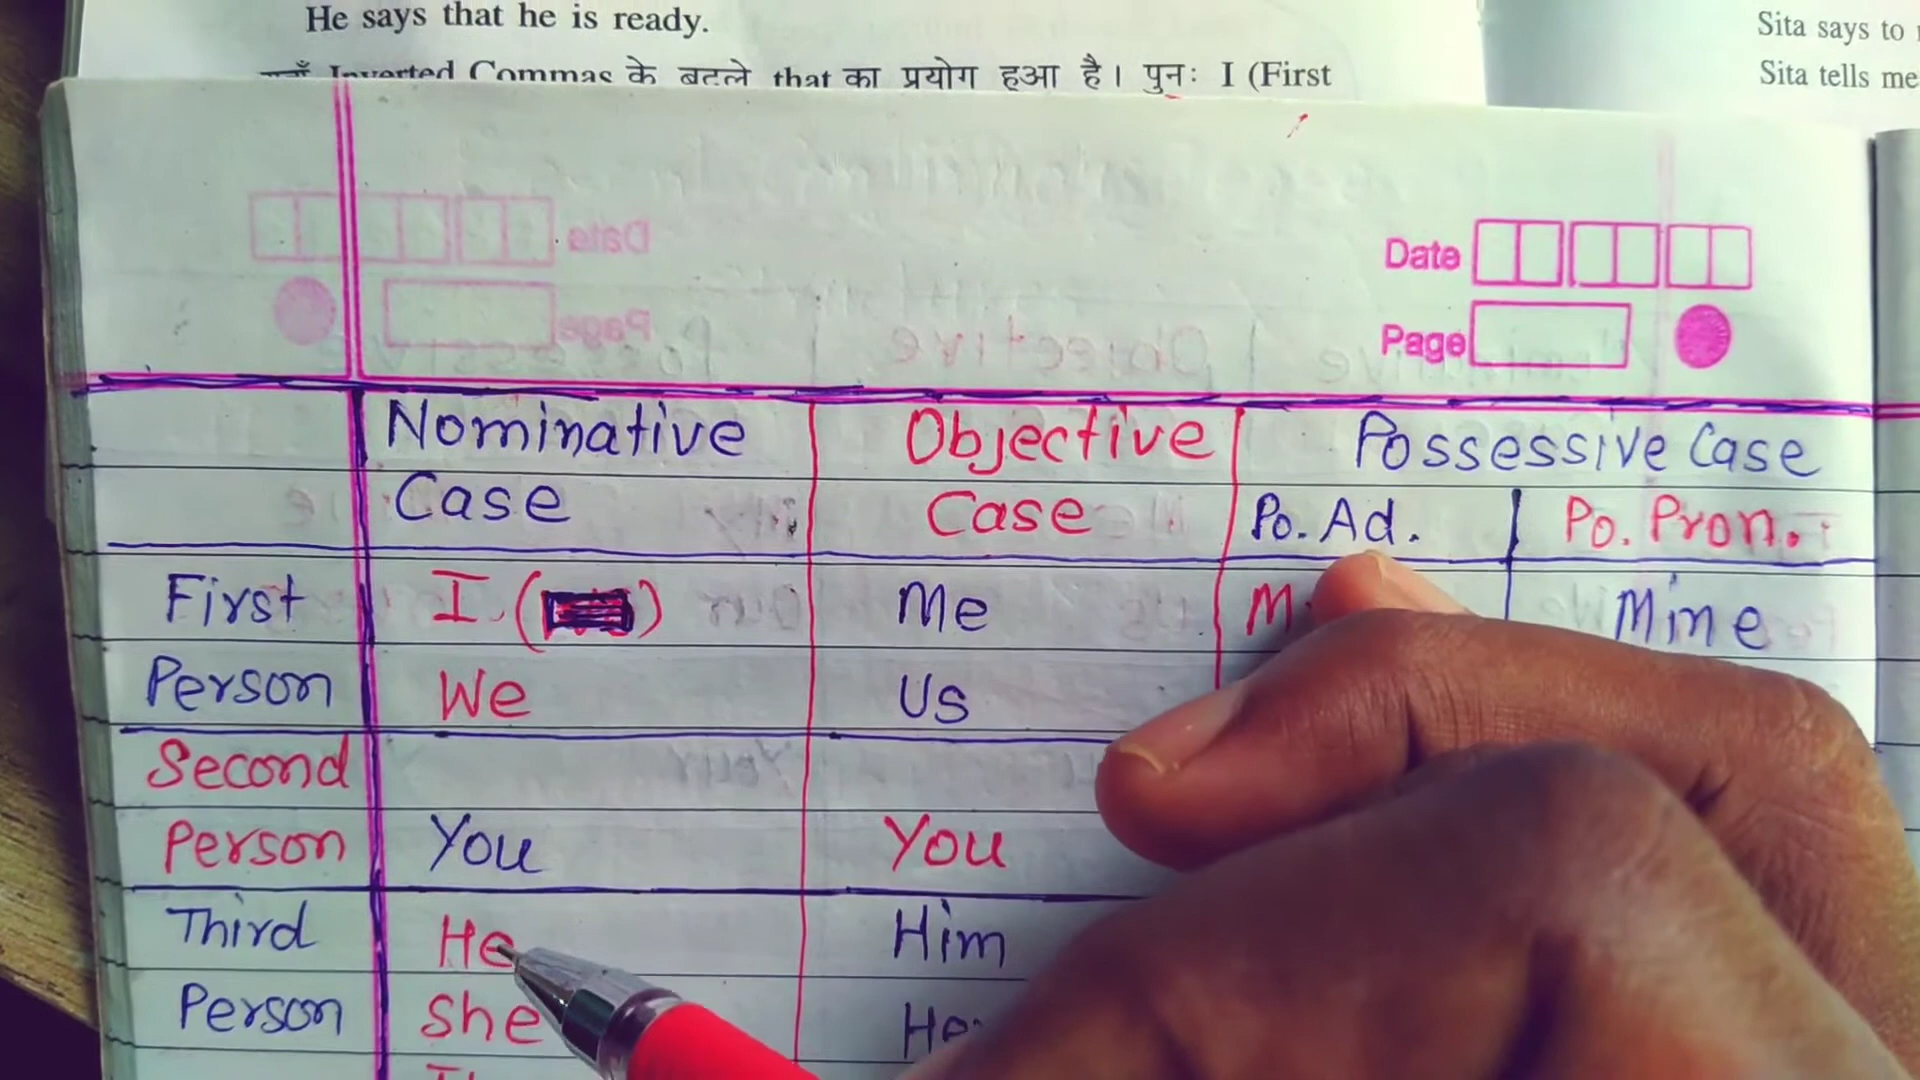 He says that he is ready.
Inverted Commas के बदले that का प्रयोग हुआ है। पुनः I (First
Sita says to
Sita tells me
Date
Page
Nominative Case
Objective Case
Possessive Case
Po. Ad.
Po. Pron.
First Person
I ( )
Me
Mine
We
Us
Second Person
You
You
Third Person
He
Him
She